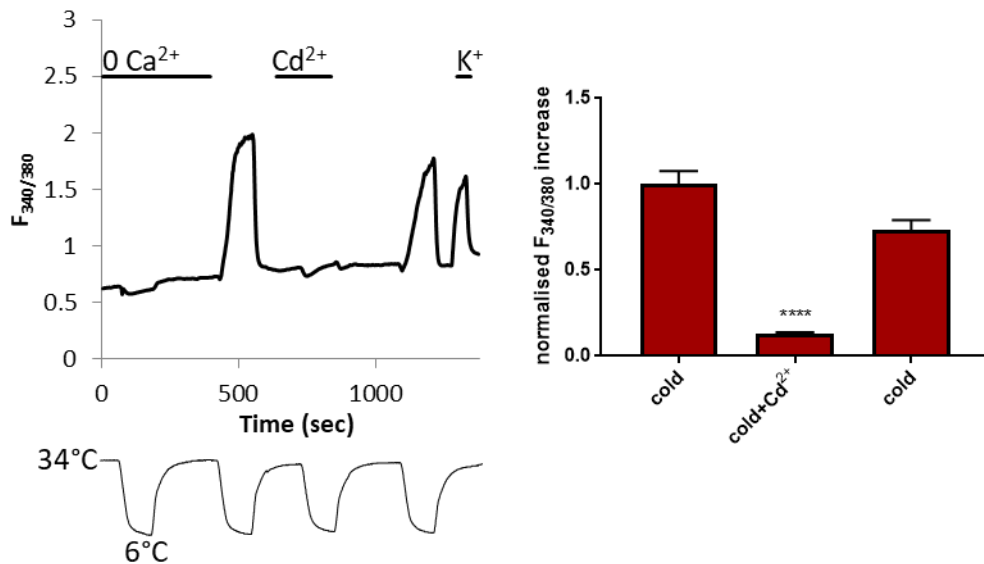 3
0 Ca²⁺ Cd²⁺ K⁺
2.5
2
1.5
1
0.5
0
F340/380
0 500 1000
Time (sec)
34°C
6°C
1.5
1.0
0.5
0.0
normalised F340/380 increase
****
cold
cold+Cd²⁺
cold